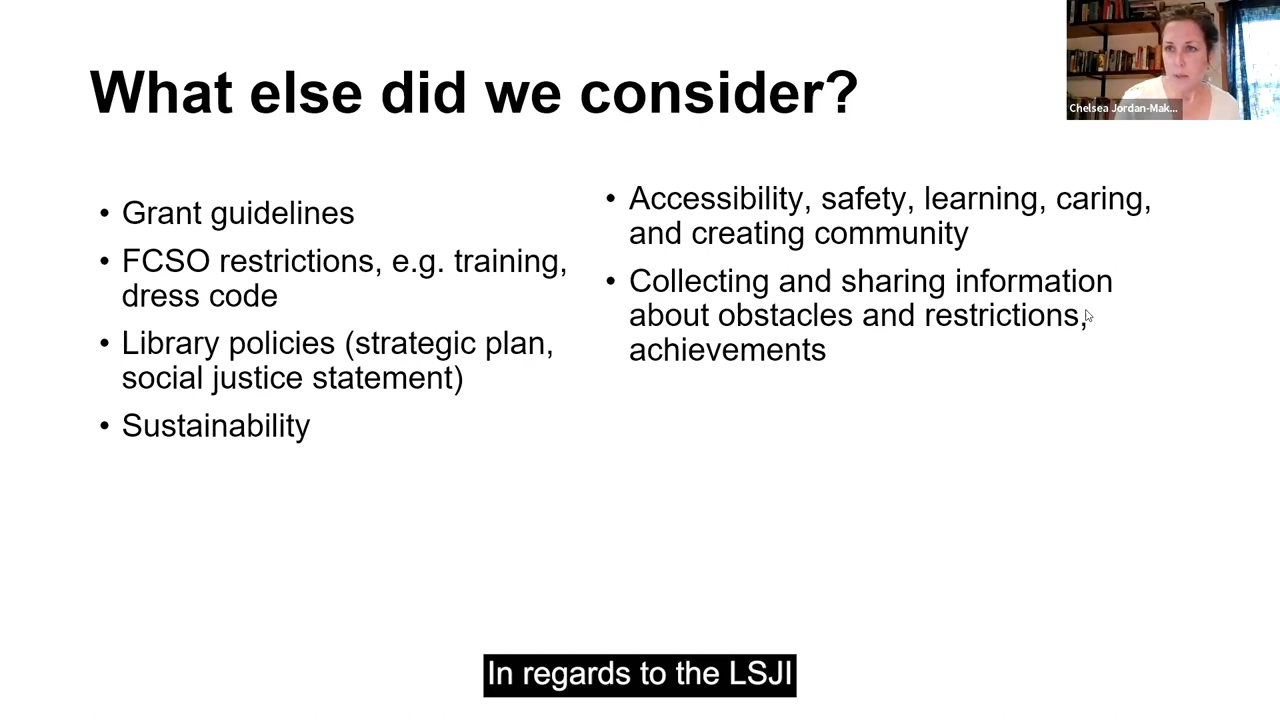 What else did we consider?
Chelsea Jordan-Mak...
• Grant guidelines
• FCSO restrictions, e.g. training,
dress code
• Library policies (strategic plan,
social justice statement)
• Sustainability
• Accessibility, safety, learning, caring,
and creating community
• Collecting and sharing information
about obstacles and restrictions,
achievements
In regards to the LSJI